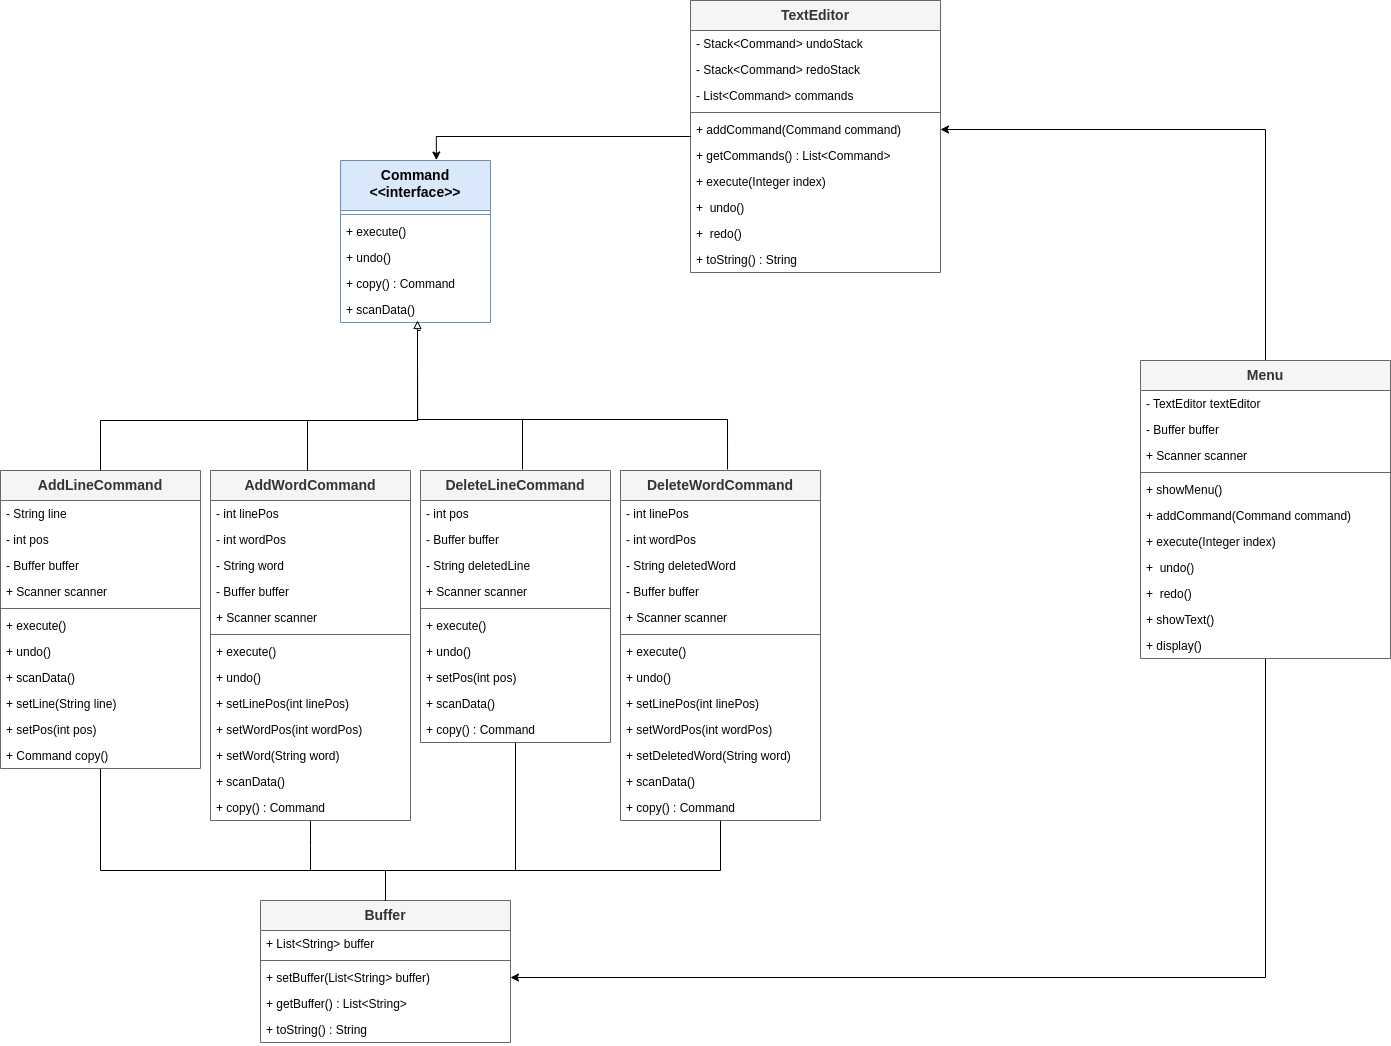 TextEditor
- Stack<Command> undoStack
- Stack<Command> redoStack
- List<Command> commands
+ addCommand(Command command)
+ getCommands() : List<Command>
+ execute(Integer index)
+  undo()
+  redo()
+ toString() : String
Command
<<interface>>
+ execute()
+ undo()
+ copy() : Command
+ scanData()
Menu
- TextEditor textEditor
- Buffer buffer
+ Scanner scanner
+ showMenu()
+ addCommand(Command command)
+ execute(Integer index)
+  undo()
+  redo()
+ showText()
+ display()
AddLineCommand
- String line
- int pos
- Buffer buffer
+ Scanner scanner
+ execute()
+ undo()
+ scanData()
+ setLine(String line)
+ setPos(int pos)
+ Command copy()
AddWordCommand
- int linePos
- int wordPos
- String word
- Buffer buffer
+ Scanner scanner
+ execute()
+ undo()
+ setLinePos(int linePos)
+ setWordPos(int wordPos)
+ setWord(String word)
+ scanData()
+ copy() : Command
DeleteLineCommand
- int pos
- Buffer buffer
- String deletedLine
+ Scanner scanner
+ execute()
+ undo()
+ setPos(int pos)
+ scanData()
+ copy() : Command
DeleteWordCommand
- int linePos
- int wordPos
- String deletedWord
- Buffer buffer
+ Scanner scanner
+ execute()
+ undo()
+ setLinePos(int linePos)
+ setWordPos(int wordPos)
+ setDeletedWord(String word)
+ scanData()
+ copy() : Command
Buffer
+ List<String> buffer
+ setBuffer(List<String> buffer)
+ getBuffer() : List<String>
+ toString() : String